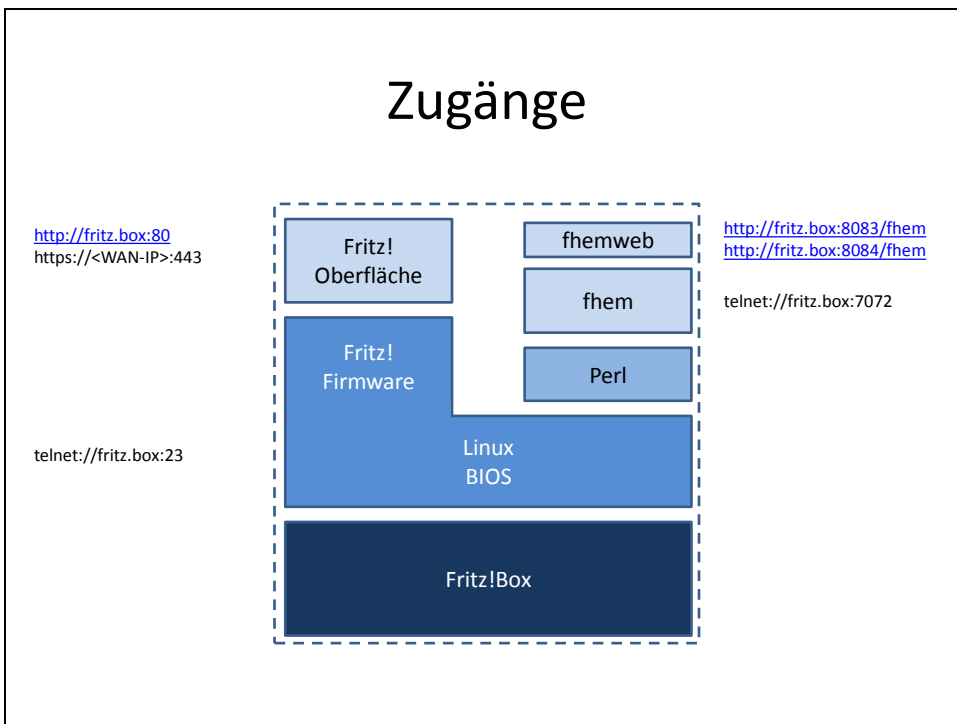 Zugänge
http://fritz.box:80
https://<WAN-IP>:443
Fritz!
Oberfläche
fhemweb
http://fritz.box:8083/fhem
http://fritz.box:8084/fhem
fhem
telnet://fritz.box:7072
Fritz!
Firmware
Perl
telnet://fritz.box:23
Linux
BIOS
Fritz!Box